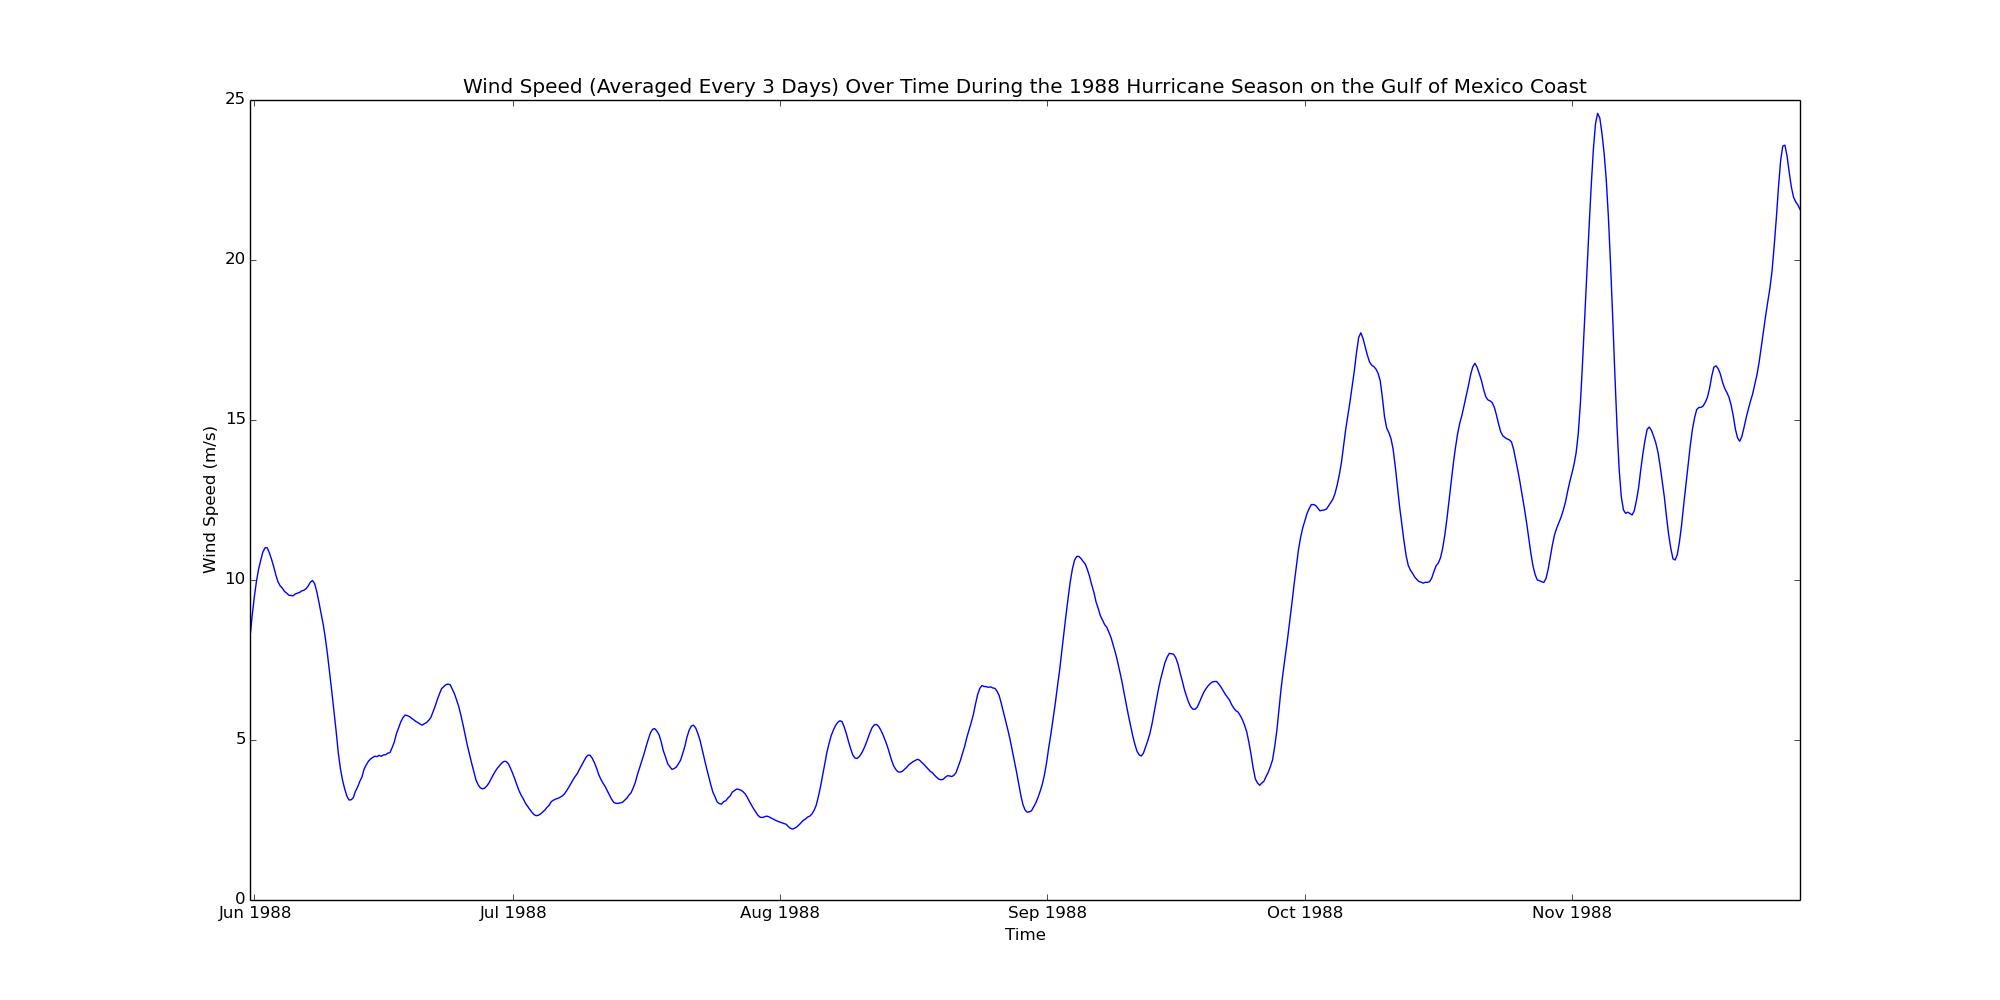 Wind Speed (Averaged Every 3 Days) Over Time During the 1988 Hurricane Season on the Gulf of Mexico Coast
25
20
15
10
5
0
Wind Speed (m/s)
Jun 1988 Jul 1988 Aug 1988 Sep 1988 Oct 1988 Nov 1988
Time